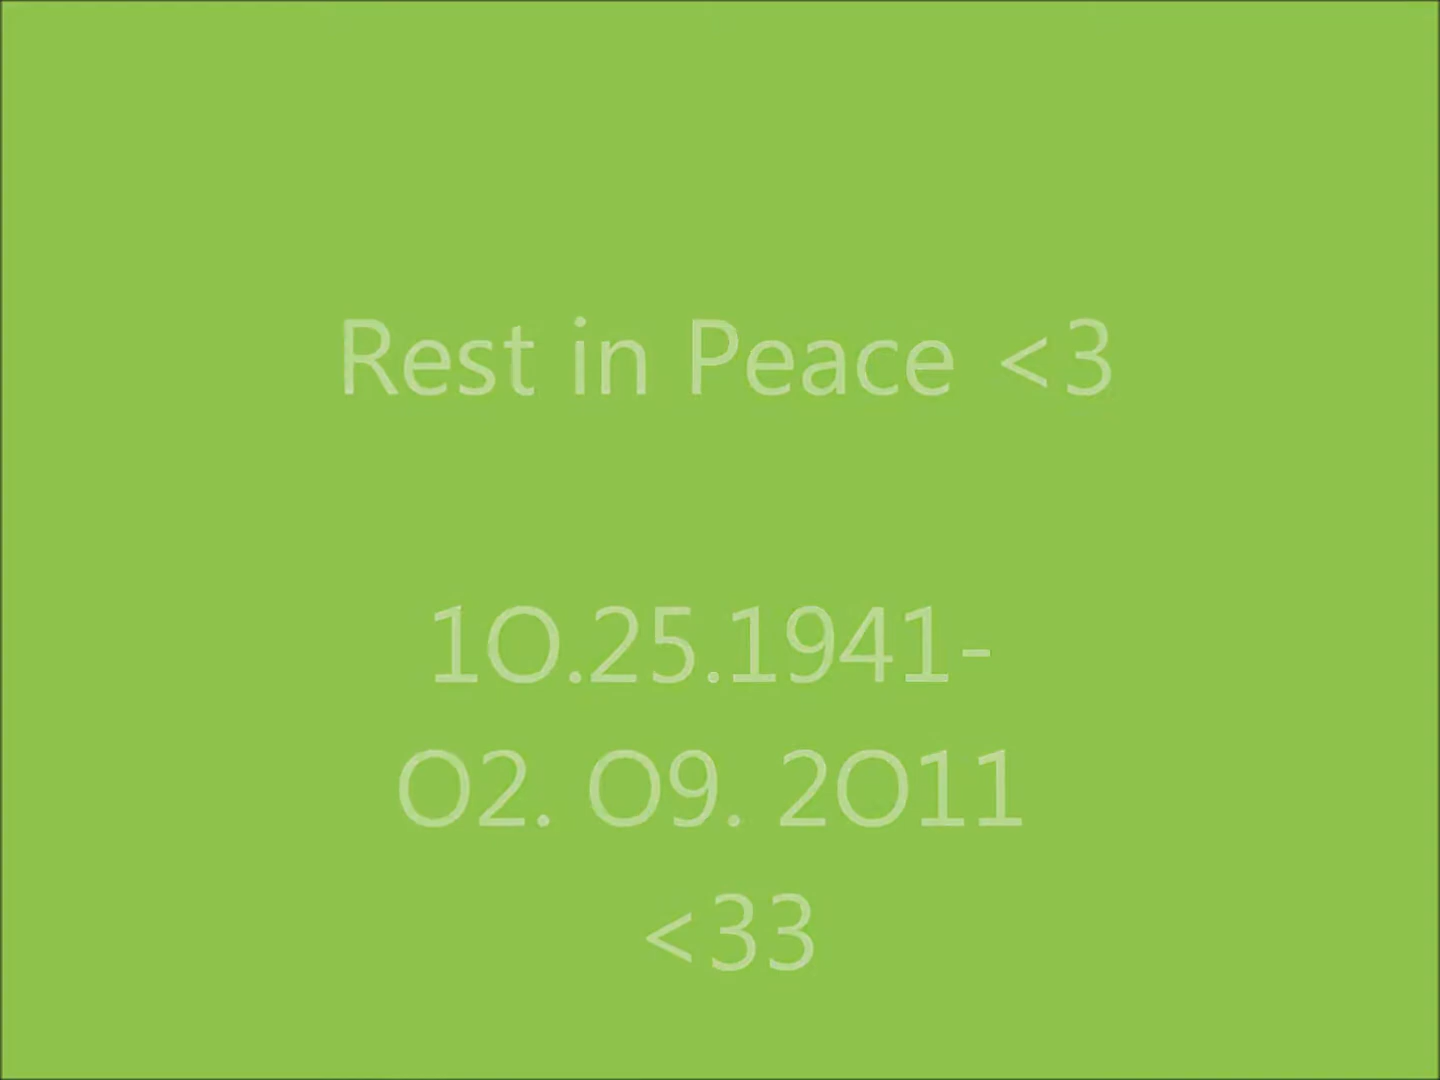 Rest in Peace <3
1O.25.1941-
O2. O9. 2O11
<33